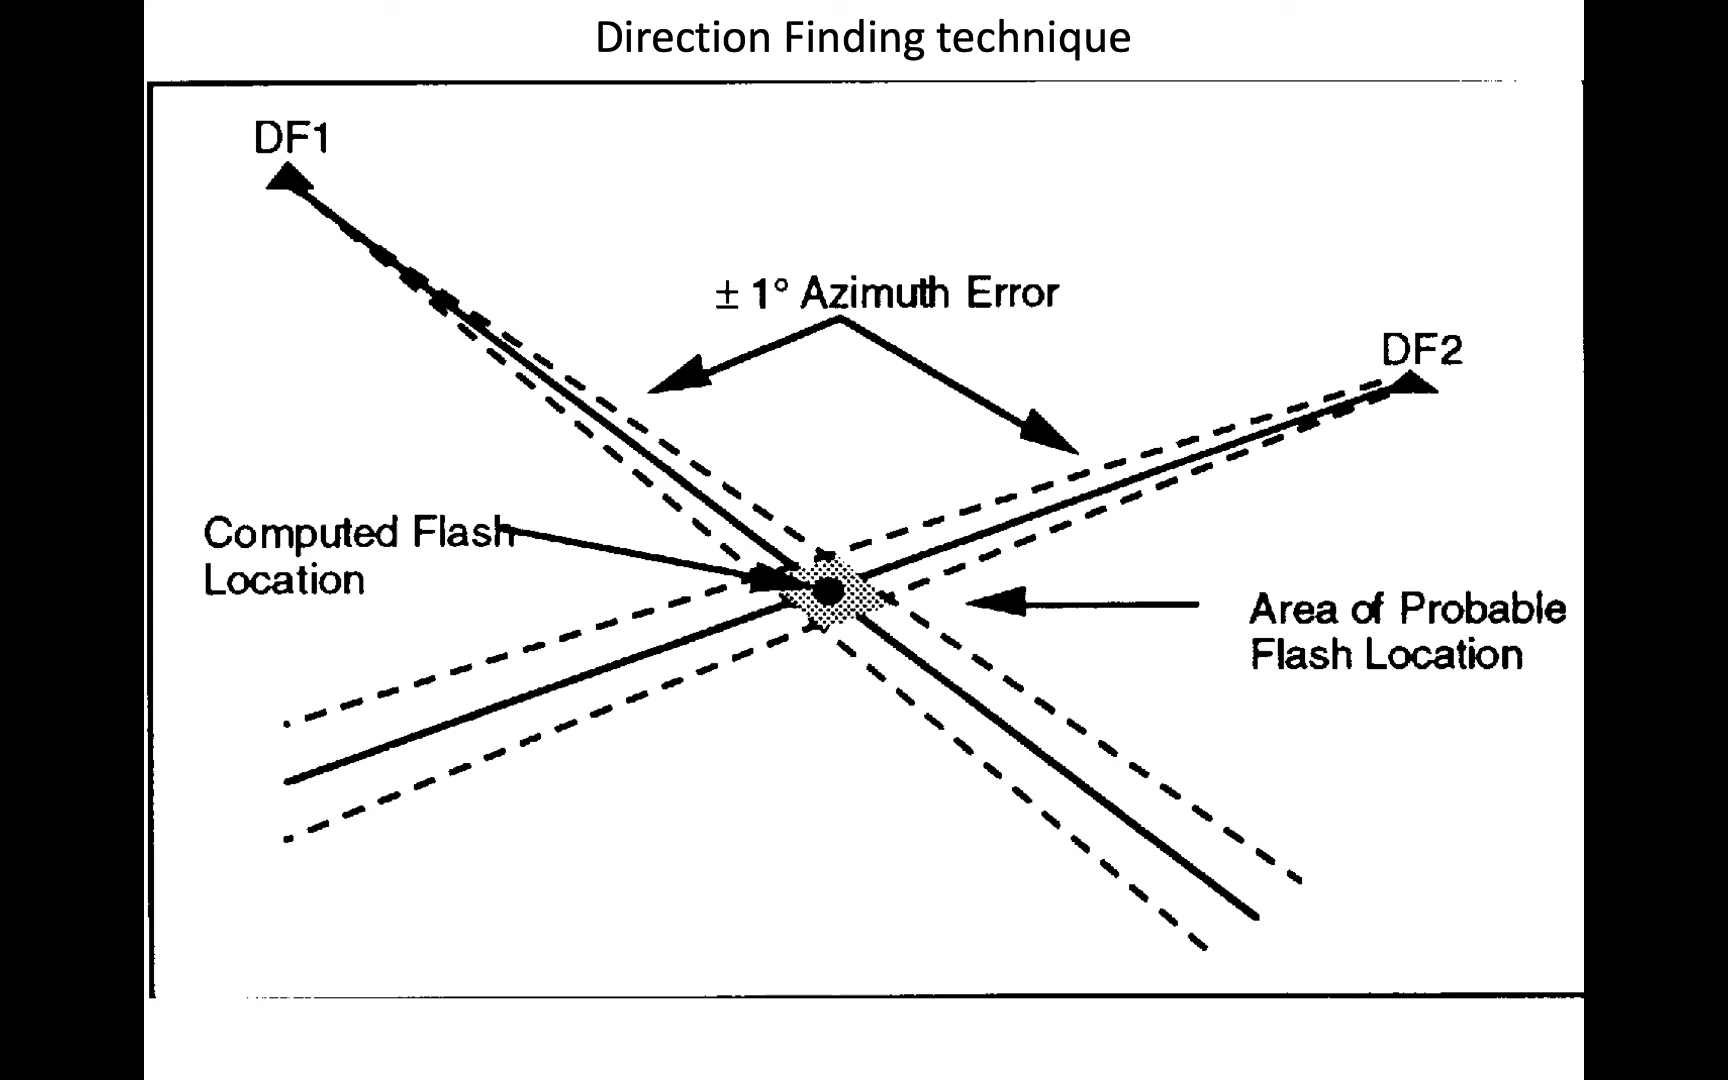 Direction Finding technique
DF1
± 1° Azimuth Error
DF2
Computed Flash
Location
Area of Probable
Flash Location